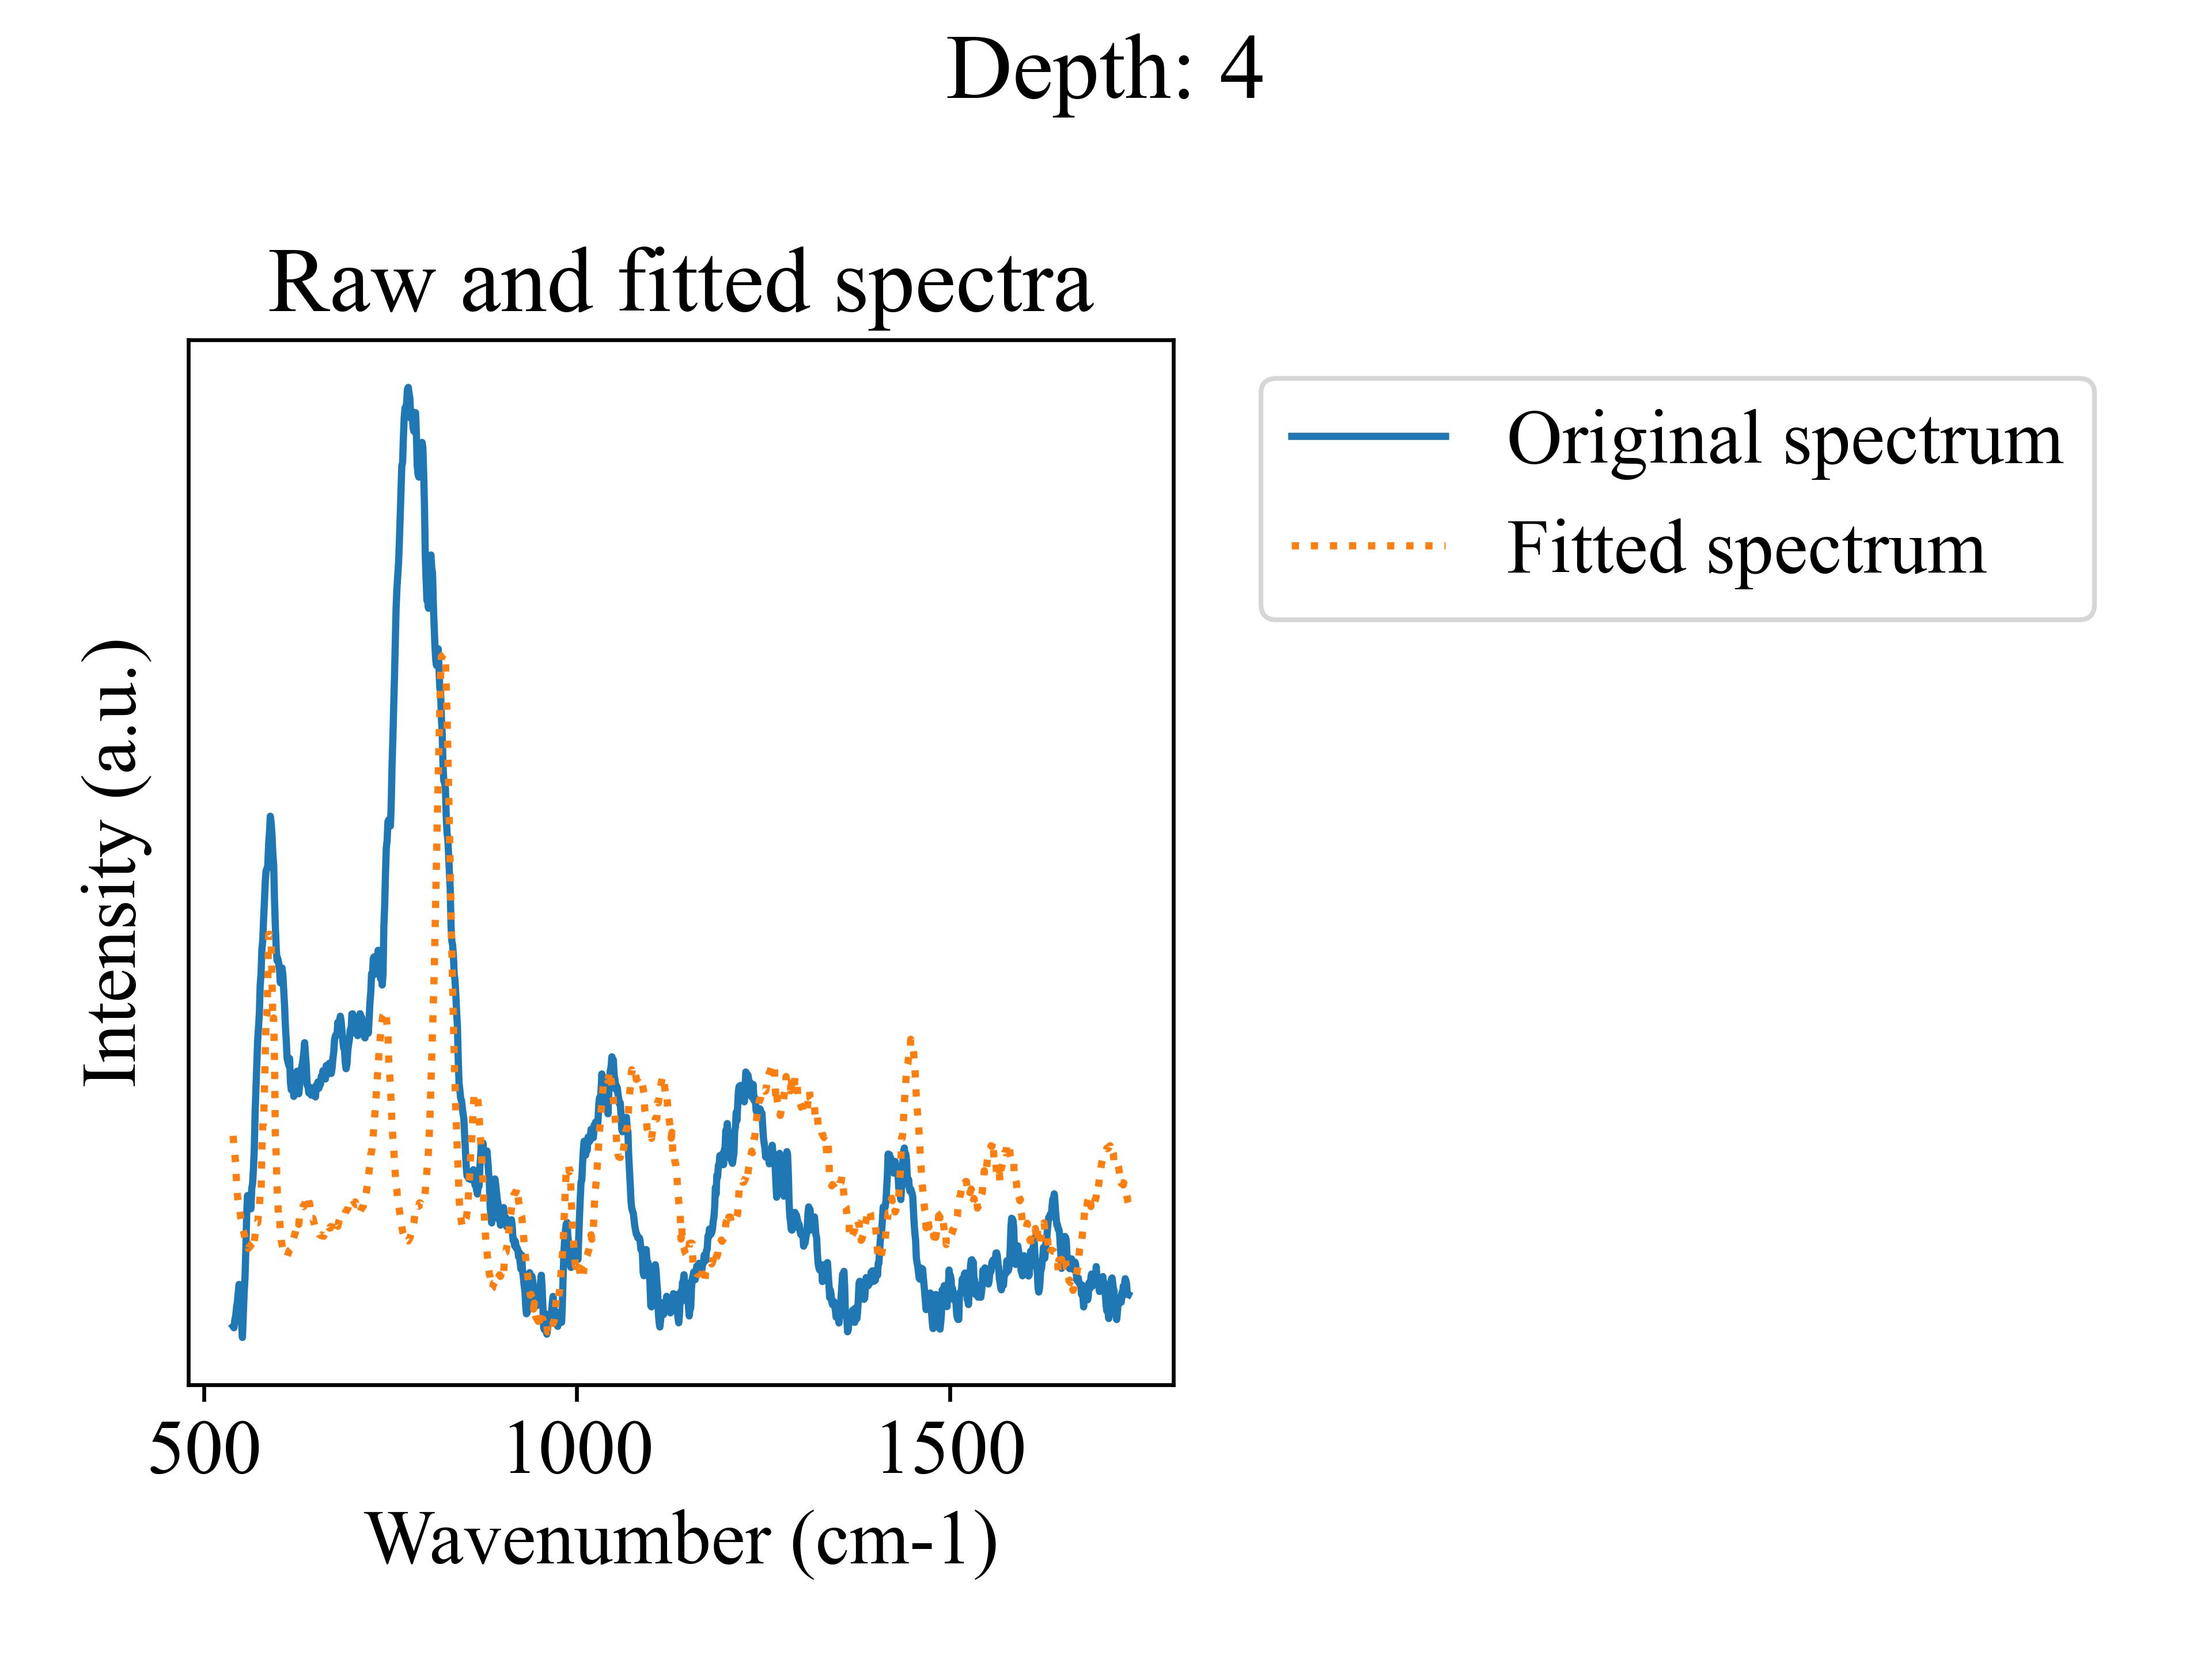 Depth: 4
Raw and fitted spectra
Original spectrum
Fitted spectrum
Intensity (a.u.)
500 1000 1500
Wavenumber (cm-1)